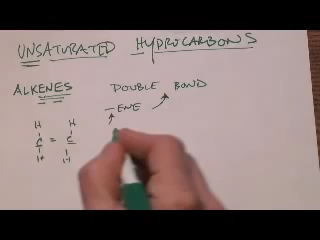 UNSATURATED HYDROCARBONS
ALKENES DOUBLE BOND
-ENE
H H
C = C
H H